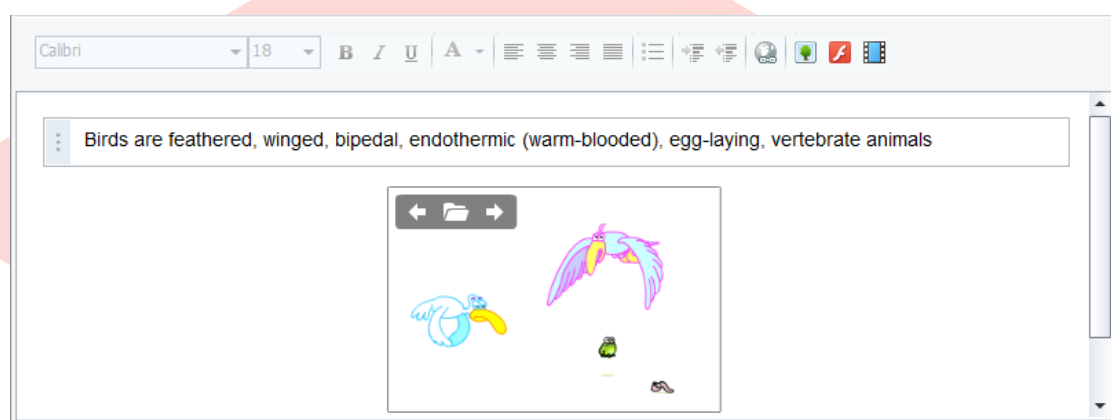 Calibri 18 B I U A
Birds are feathered, winged, bipedal, endothermic (warm-blooded), egg-laying, vertebrate animals